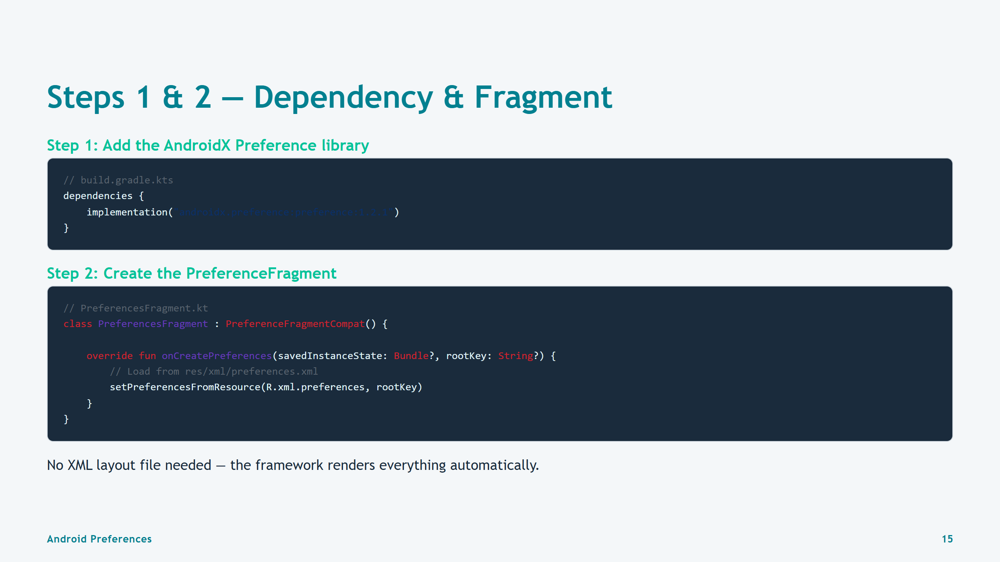 Steps 1 & 2 — Dependency & Fragment
Step 1: Add the AndroidX Preference library
// build.gradle.kts
dependencies {
    implementation("androidx.preference:preference:1.2.1")
}
Step 2: Create the PreferenceFragment
// PreferencesFragment.kt
class PreferencesFragment : PreferenceFragmentCompat() {
    override fun onCreatePreferences(savedInstanceState: Bundle?, rootKey: String?) {
        // Load from res/xml/preferences.xml
        setPreferencesFromResource(R.xml.preferences, rootKey)
    }
}
No XML layout file needed — the framework renders everything automatically.
Android Preferences
15